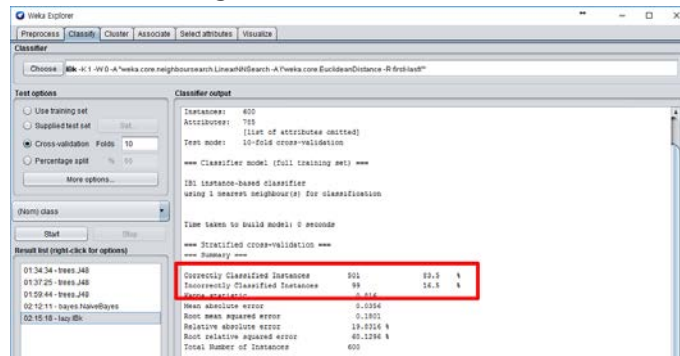 Weka Explorer
Preprocess Classify Cluster Associate Select attributes Visualize
Classifier
Choose IBk -K 1 -W 0 -A "weka.core.neighboursearch.LinearNNSearch -A \"weka.core.EuclideanDistance -R first-last\""
Test options
Use training set
Supplied test set Set...
Cross-validation Folds 10
Percentage split %
More options...
(Nom) class
Start Stop
Result list (right-click for options)
01:34:34 - trees.J48
01:37:25 - trees.J48
01:59:44 - trees.J48
02:12:11 - bayes.NaiveBayes
02:15:18 - lazy.IBk
Classifier output
Instances: 600
Attributes: 785
[list of attributes omitted]
Test mode: 10-fold cross-validation
=== Classifier model (full training set) ===
IB1 instance-based classifier
using 1 nearest neighbour(s) for classification
Time taken to build model: 0 seconds
=== Stratified cross-validation ===
=== Summary ===
Correctly Classified Instances 501 83.5 %
Incorrectly Classified Instances 99 16.5 %
Kappa statistic
Mean absolute error 0.0356
Root mean squared error 0.1801
Relative absolute error 19.8316 %
Root relative squared error 60.1296 %
Total Number of Instances 600